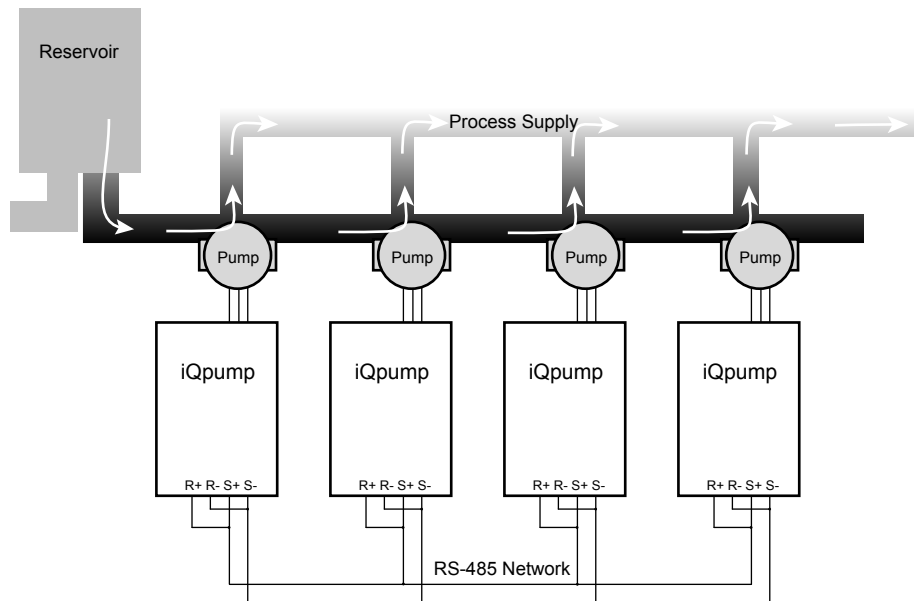 Reservoir
Process Supply
Pump
Pump
Pump
Pump
iQpump
iQpump
iQpump
iQpump
R+ R- S+ S-
R+ R- S+ S-
R+ R- S+ S-
R+ R- S+ S-
RS-485 Network